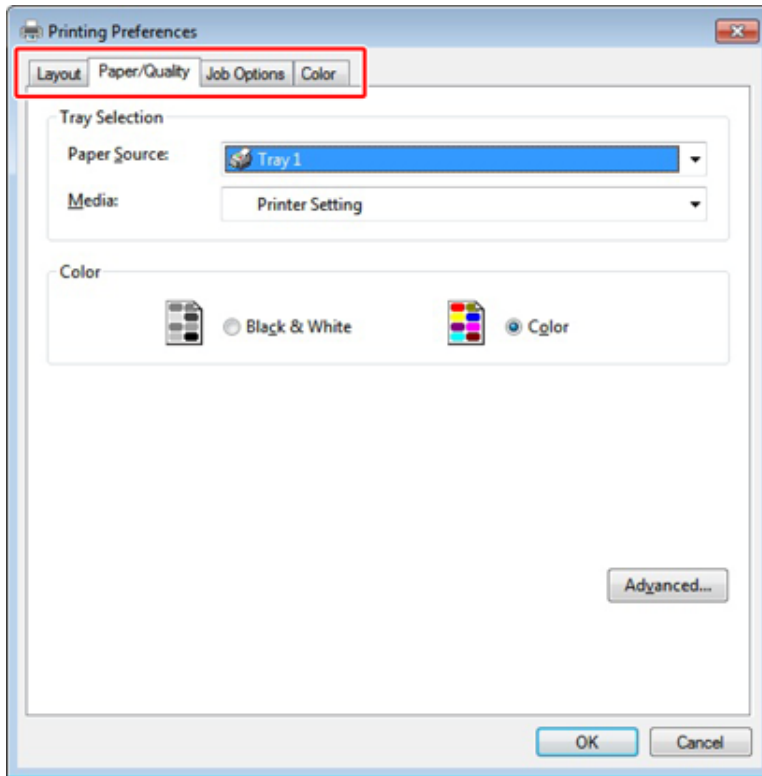 Printing Preferences
Layout Paper/Quality Job Options Color
Tray Selection
Paper Source: Tray 1
Media: Printer Setting
Color
Black & White Color
Advanced...
OK Cancel